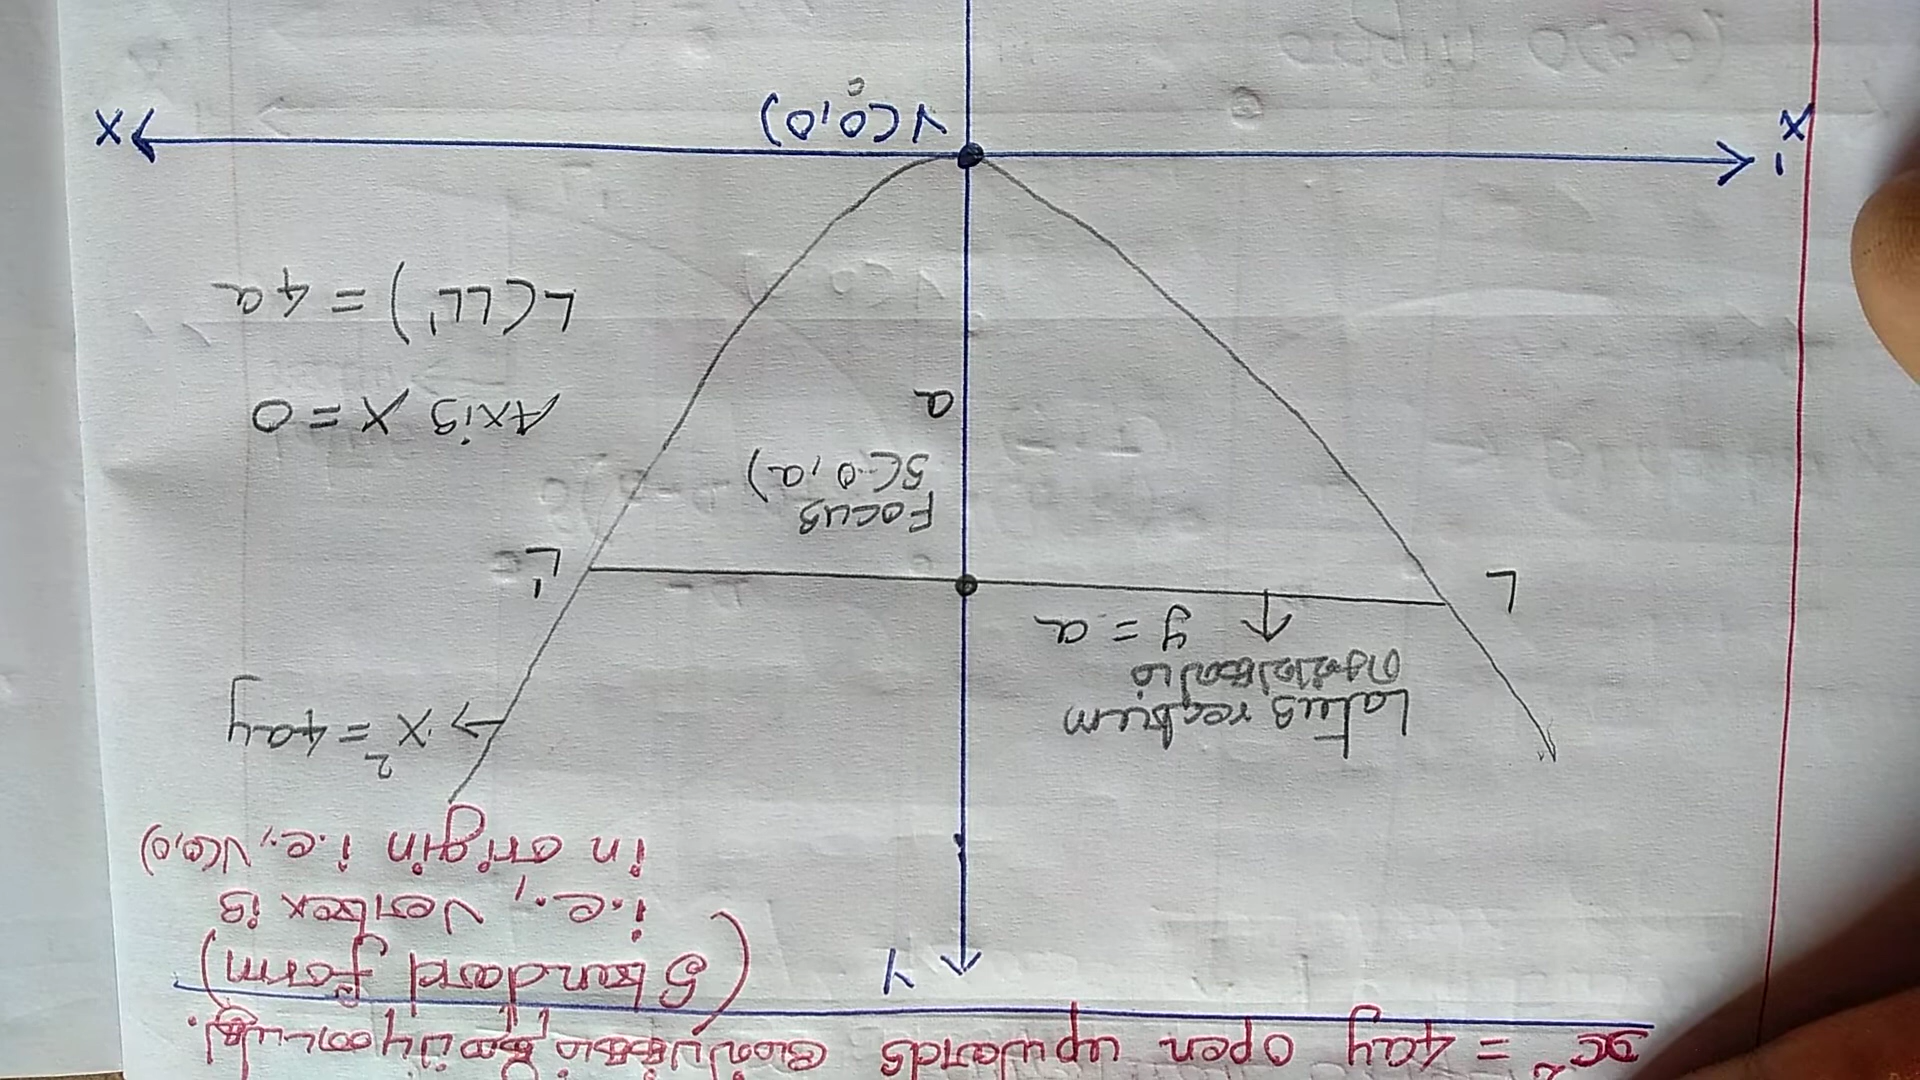 x² = 4ay open upwards
(Standard form)
i.e., Vertex is
in origin i.e., V(0,0)
Y
→ x² = 4ay
Latus rectum
y = a
L
L'
Focus
S(0, a)
a
Axis x = 0
L(LL') = 4a
X'
X
V(0,0)